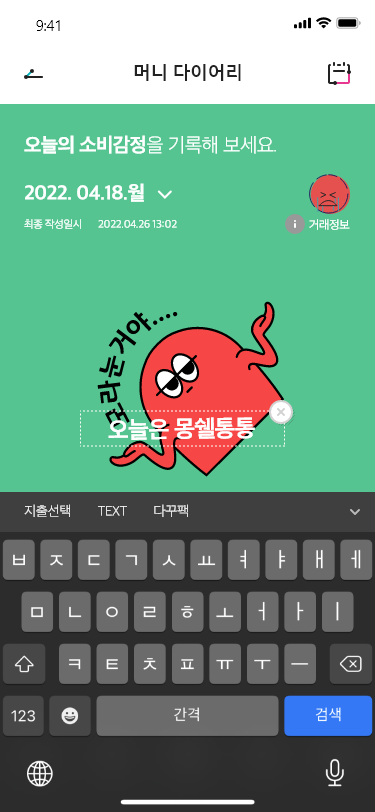 9:41
머니 다이어리
오늘의 소비감정을 기록해 보세요.
2022. 04.18.월
최종 작성일시 2022.04.26 13:02
i 거래정보
라는거야....
오늘은 몽쉘통통
지출선택 TEXT 다꾸팩
ㅂ ㅈ ㄷ ㄱ ㅅ ㅛ ㅕ ㅑ ㅐ ㅔ
ㅁ ㄴ ㅇ ㄹ ㅎ ㅗ ㅓ ㅏ ㅣ
ㅋ ㅌ ㅊ ㅍ ㅠ ㅜ ㅡ
123 간격 검색